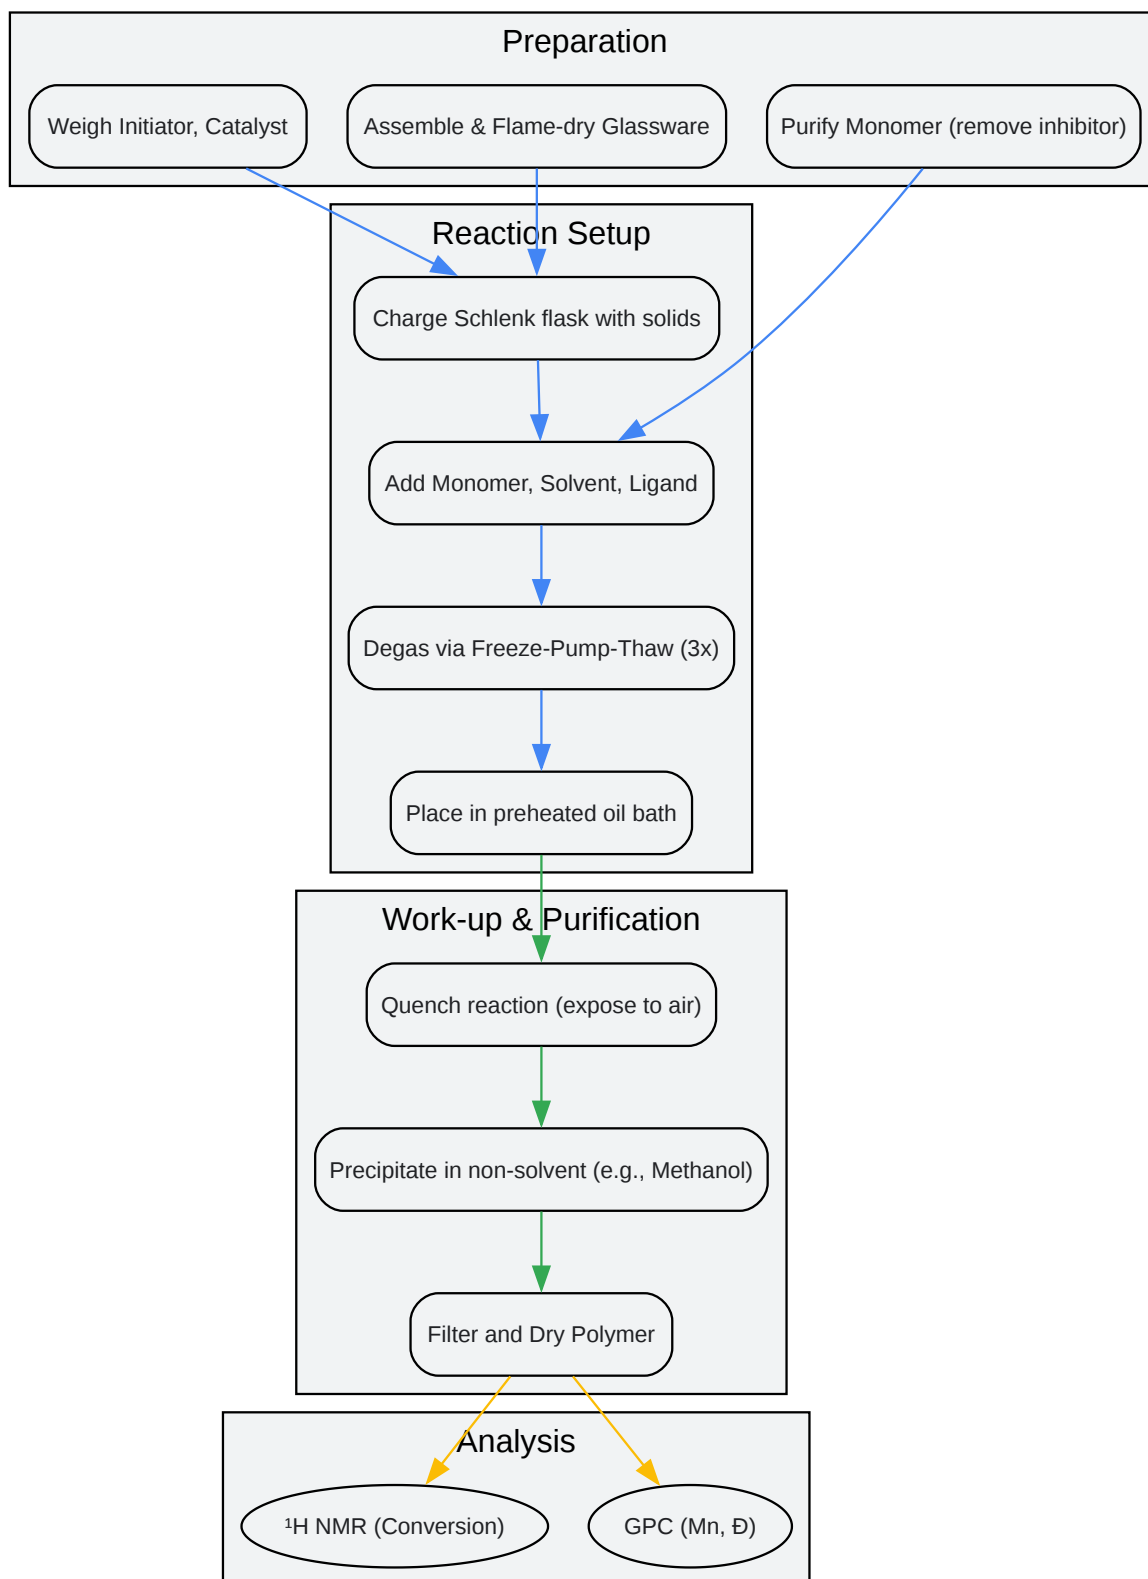 Preparation
Weigh Initiator, Catalyst
Assemble & Flame-dry Glassware
Purify Monomer (remove inhibitor)
Reaction Setup
Charge Schlenk flask with solids
Add Monomer, Solvent, Ligand
Degas via Freeze-Pump-Thaw (3x)
Place in preheated oil bath
Work-up & Purification
Quench reaction (expose to air)
Precipitate in non-solvent (e.g., Methanol)
Filter and Dry Polymer
Analysis
¹H NMR (Conversion)
GPC (Mn, Đ)